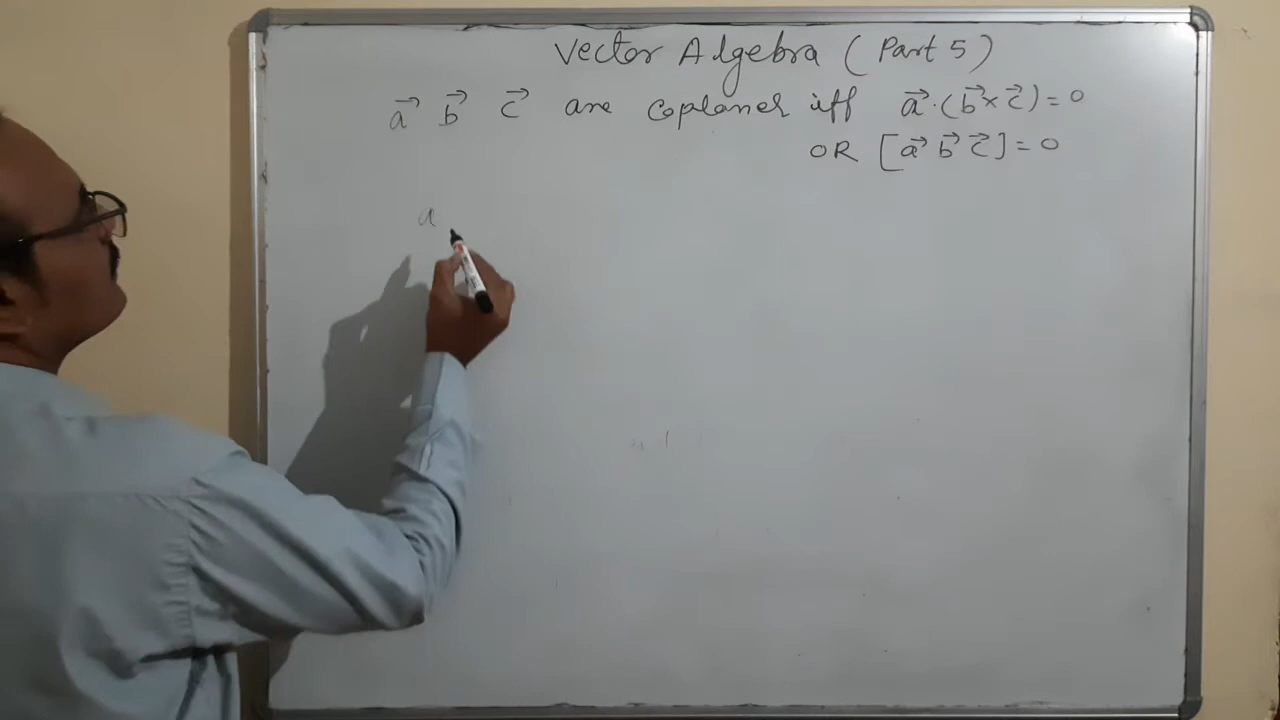 Vector Algebra (Part 5)
a⃗ b⃗ c⃗ are coplaner iff a⃗·(b⃗×c⃗)=0
OR [a⃗ b⃗ c⃗]=0
a